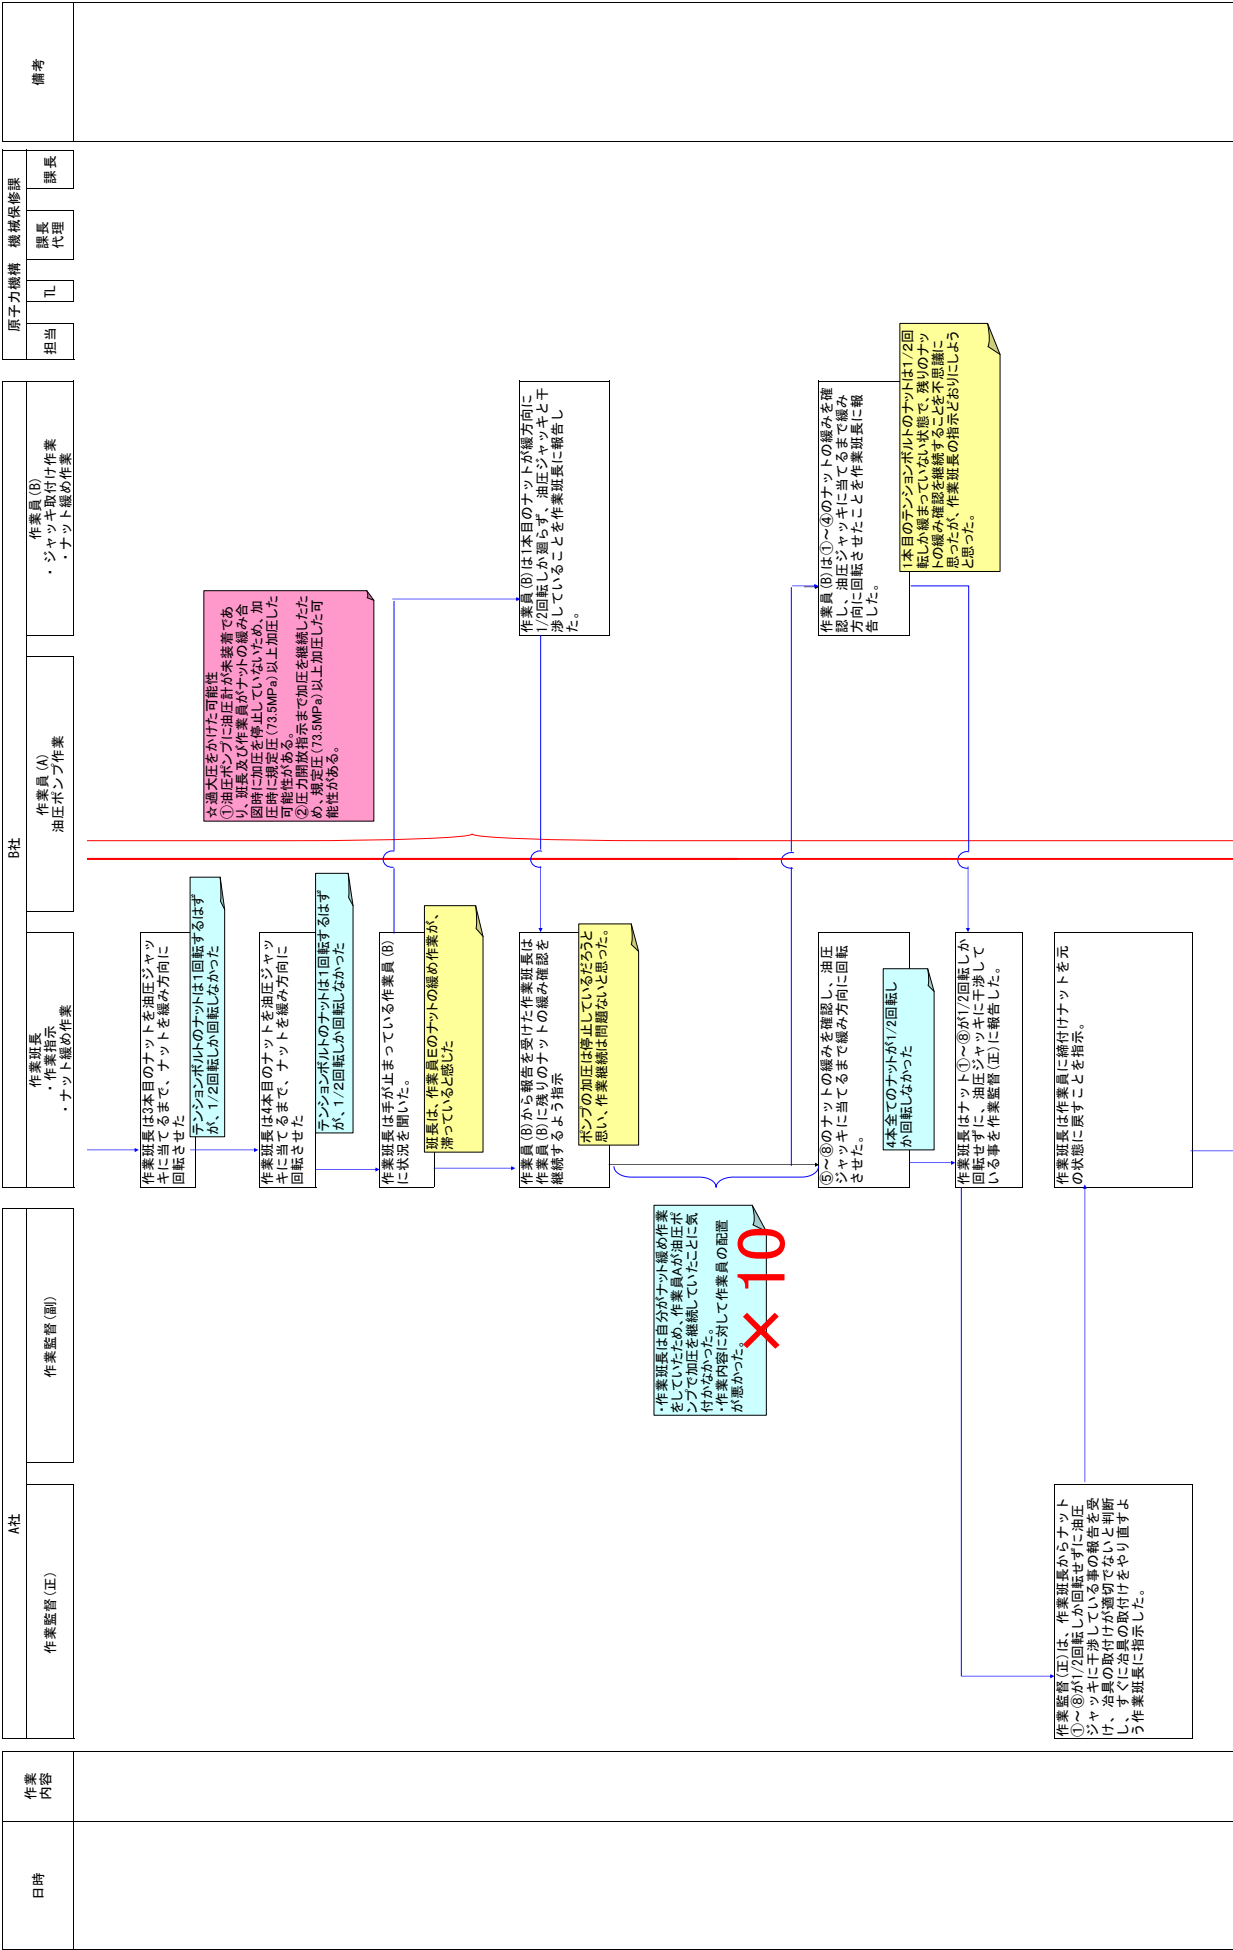 日時
作業
内容
A社
作業監督(正)
作業監督(副)
B社
作業班長
・作業指示
・ナット緩め作業
作業員(A)
油圧ポンプ作業
作業員(B)
・ジャッキ取付け作業
・ナット緩め作業
原子力機構 機械保修課
担当
TL
課長
代理
課長
備考
作業班長は3本目のナットを油圧ジャッ
キに当てるまで、ナットを緩み方向に
回転させた
テンションボルトのナットは1回転するはず
が、1/2回転しか回転しなかった
☆過大圧をかけた可能性
①油圧ポンプに油圧計が未装着であ
り、班長及び作業員がナットの緩み合
図時に加圧を停止していないため、加
圧時に規定圧(73.5MPa)以上加圧した
可能性がある。
②圧力開放指示まで加圧を継続したた
め、規定圧(73.5MPa)以上加圧した可
能性がある。
作業班長は4本目のナットを油圧ジャッ
キに当てるまで、ナットを緩み方向に
回転させた
テンションボルトのナットは1回転するはず
が、1/2回転しか回転しなかった
作業班長は手が止まっている作業員(B)
に状況を聞いた。
班長は、作業員Eのナットの緩め作業が、
滞っていると感じた
作業員(B)は1本目のナットが緩方向に
1/2回転しか廻らず、油圧ジャッキと干
渉していることを作業班長に報告し
た。
作業員(B)から報告を受けた作業班長は
作業員(B)に残りのナットの緩み確認を
継続するよう指示
ポンプの加圧は停止しているだろうと
思い、作業継続は問題ないと思った。
・作業班長は自分がナット緩め作業
をしていたため、作業員Aが油圧ポ
ンプで加圧を継続していたことに気
付かなかった。
・作業内容に対して作業員の配置
が悪かった。
×10
⑤～⑧のナットの緩みを確認し、油圧
ジャッキに当てるまで緩み方向に回転
させた。
4本全てのナットが1/2回転し
か回転しなかった
作業員(B)は①～④のナットの緩みを確
認し、油圧ジャッキに当てるまで緩み
方向に回転させたことを作業班長に報
告した。
1本目のテンションボルトのナットは1/2回
転しか緩まっていない状態で、残りのナッ
トの緩み確認を継続することを不思議に
思ったが、作業班長の指示どおりにしよう
と思った。
作業班長はナット①～⑧が1/2回転しか
回転せずに、油圧ジャッキに干渉して
いる事を作業監督(正)に報告した。
作業監督(正)は、作業班長からナット
①～⑧が1/2回転しか回転せずに油圧
ジャッキに干渉している事の報告を受
け、治具の取付けが適切でないと判断
し、すぐに治具の取付けをやり直すよ
う作業班長に指示した。
作業班長は作業員に締付けナットを元
の状態に戻すことを指示。